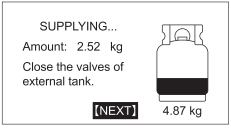 SUPPLYING...
Amount: 2.52 kg
Close the valves of
external tank.
【NEXT】
4.87 kg